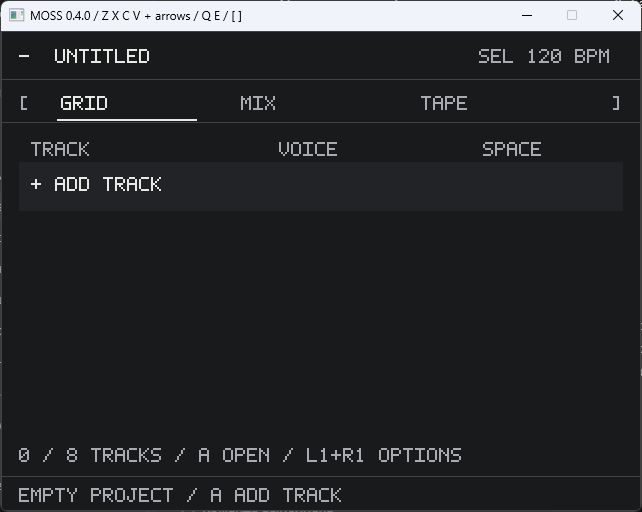 MOSS 0.4.0 / Z X C V + arrows / Q E / [ ]
— UNTITLED SEL 120 BPM
[ GRID MIX TAPE ]
TRACK VOICE SPACE
+ ADD TRACK
0 / 8 TRACKS / A OPEN / L1+R1 OPTIONS
EMPTY PROJECT / A ADD TRACK